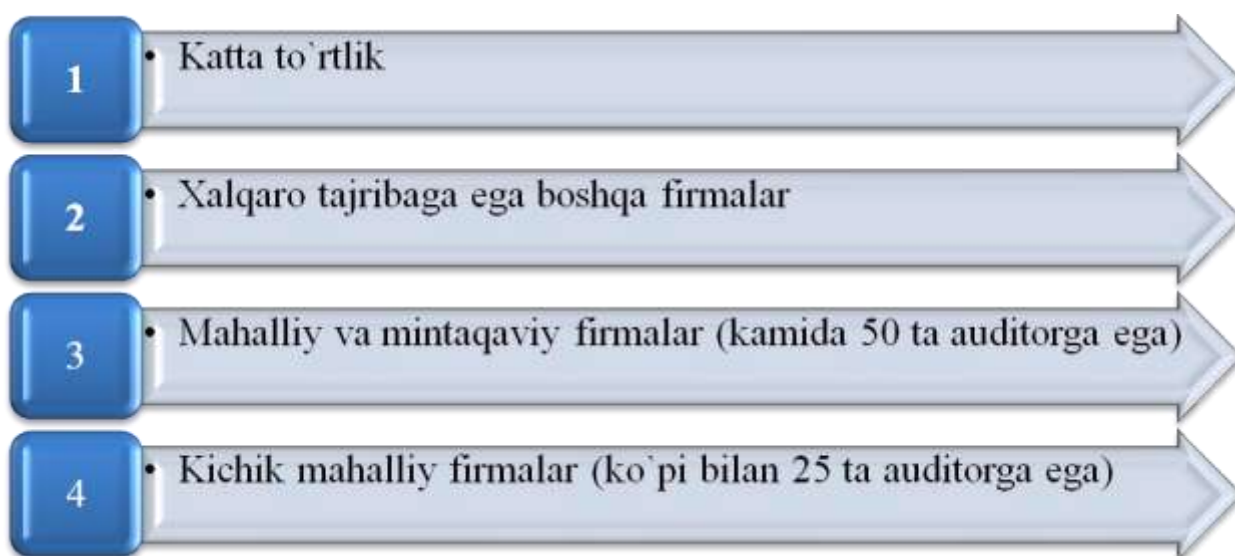 1
• Katta to`rtlik
2
• Xalqaro tajribaga ega boshqa firmalar
3
• Mahalliy va mintaqaviy firmalar (kamida 50 ta auditorga ega)
4
• Kichik mahalliy firmalar (ko`pi bilan 25 ta auditorga ega)